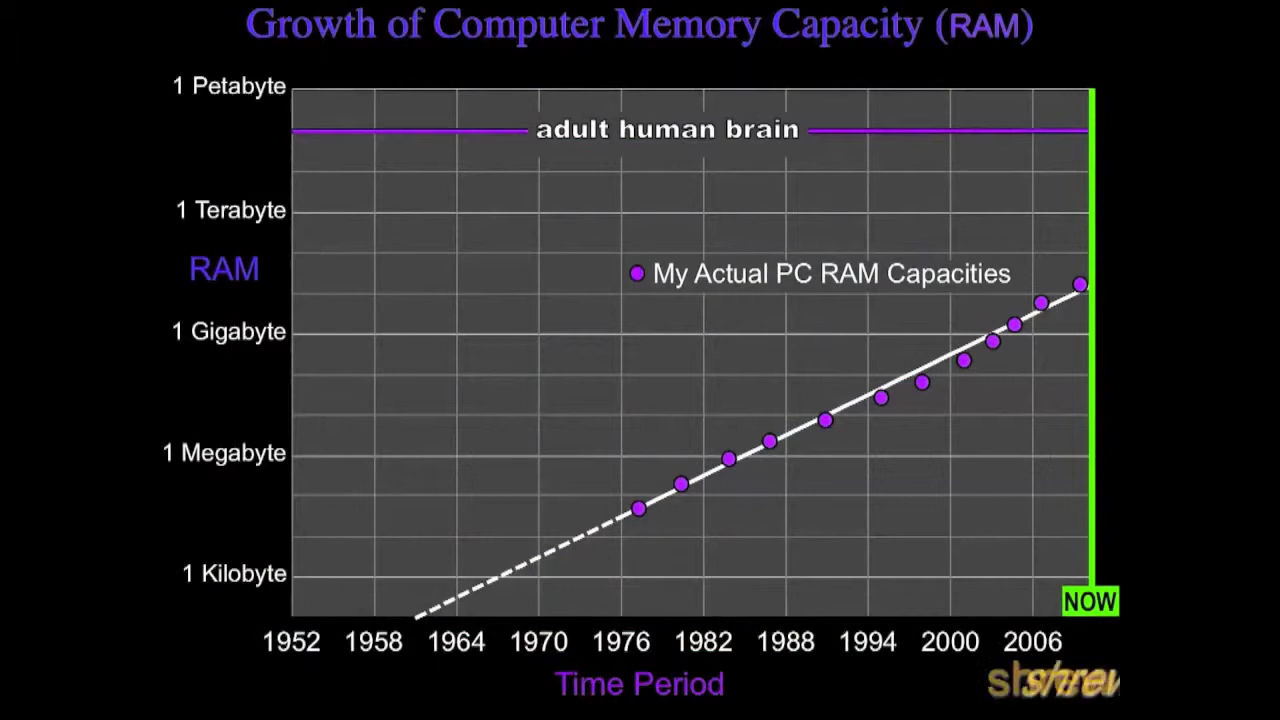 Growth of Computer Memory Capacity (RAM)
1 Petabyte
adult human brain
1 Terabyte
RAM
My Actual PC RAM Capacities
1 Gigabyte
1 Megabyte
1 Kilobyte
NOW
1952 1958 1964 1970 1976 1982 1988 1994 2000 2006
Time Period